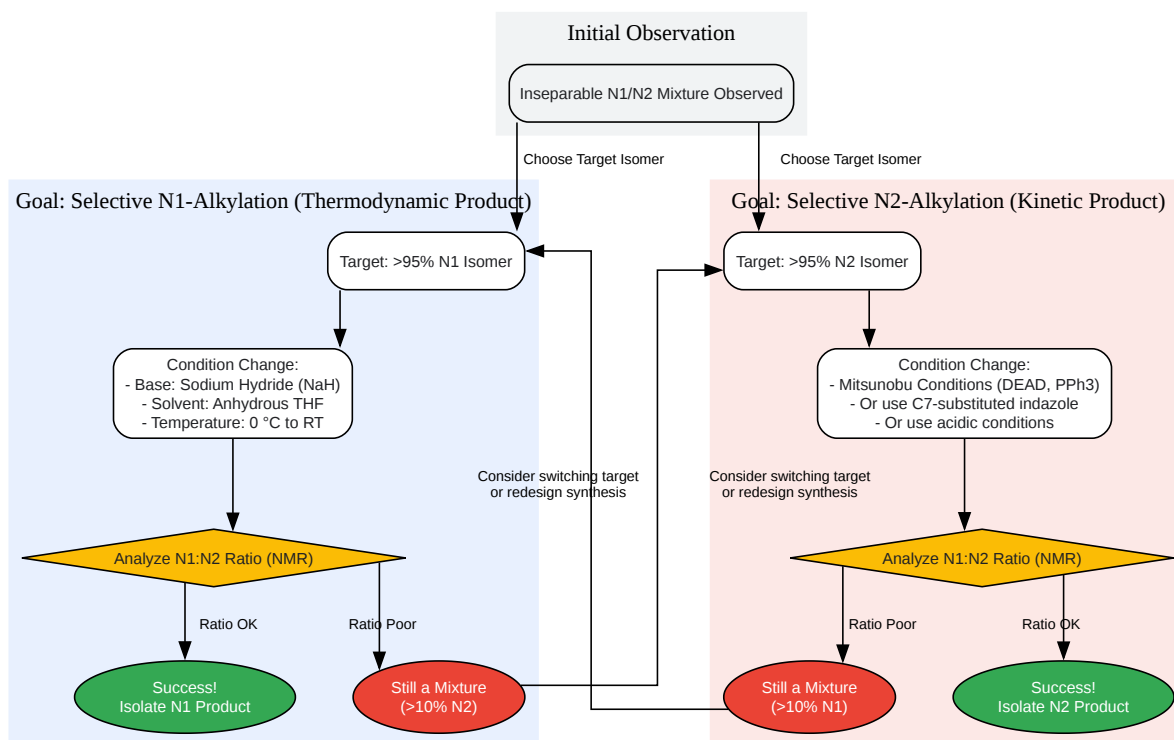 Initial Observation
Inseparable N1/N2 Mixture Observed
Choose Target Isomer
Choose Target Isomer
Goal: Selective N1-Alkylation (Thermodynamic Product)
Target: >95% N1 Isomer
Condition Change:
- Base: Sodium Hydride (NaH)
- Solvent: Anhydrous THF
- Temperature: 0 °C to RT
Analyze N1:N2 Ratio (NMR)
Ratio OK
Ratio Poor
Success!
Isolate N1 Product
Still a Mixture
(>10% N2)
Consider switching target
or redesign synthesis
Goal: Selective N2-Alkylation (Kinetic Product)
Target: >95% N2 Isomer
Condition Change:
- Mitsunobu Conditions (DEAD, PPh3)
- Or use C7-substituted indazole
- Or use acidic conditions
Consider switching target
or redesign synthesis
Analyze N1:N2 Ratio (NMR)
Ratio Poor
Ratio OK
Still a Mixture
(>10% N1)
Success!
Isolate N2 Product